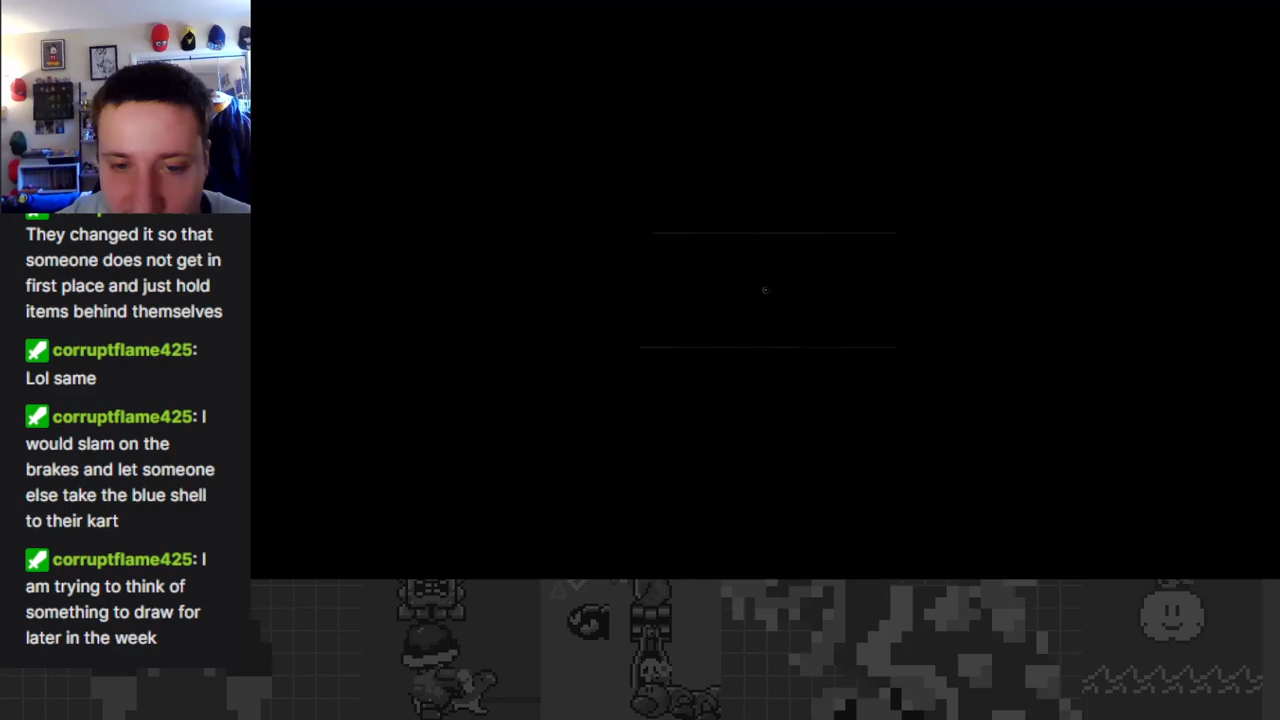 They changed it so that
someone does not get in
first place and just hold
items behind themselves
corruptflame425:
Lol same
corruptflame425: I
would slam on the
brakes and let someone
else take the blue shell
to their kart
corruptflame425: I
am trying to think of
something to draw for
later in the week